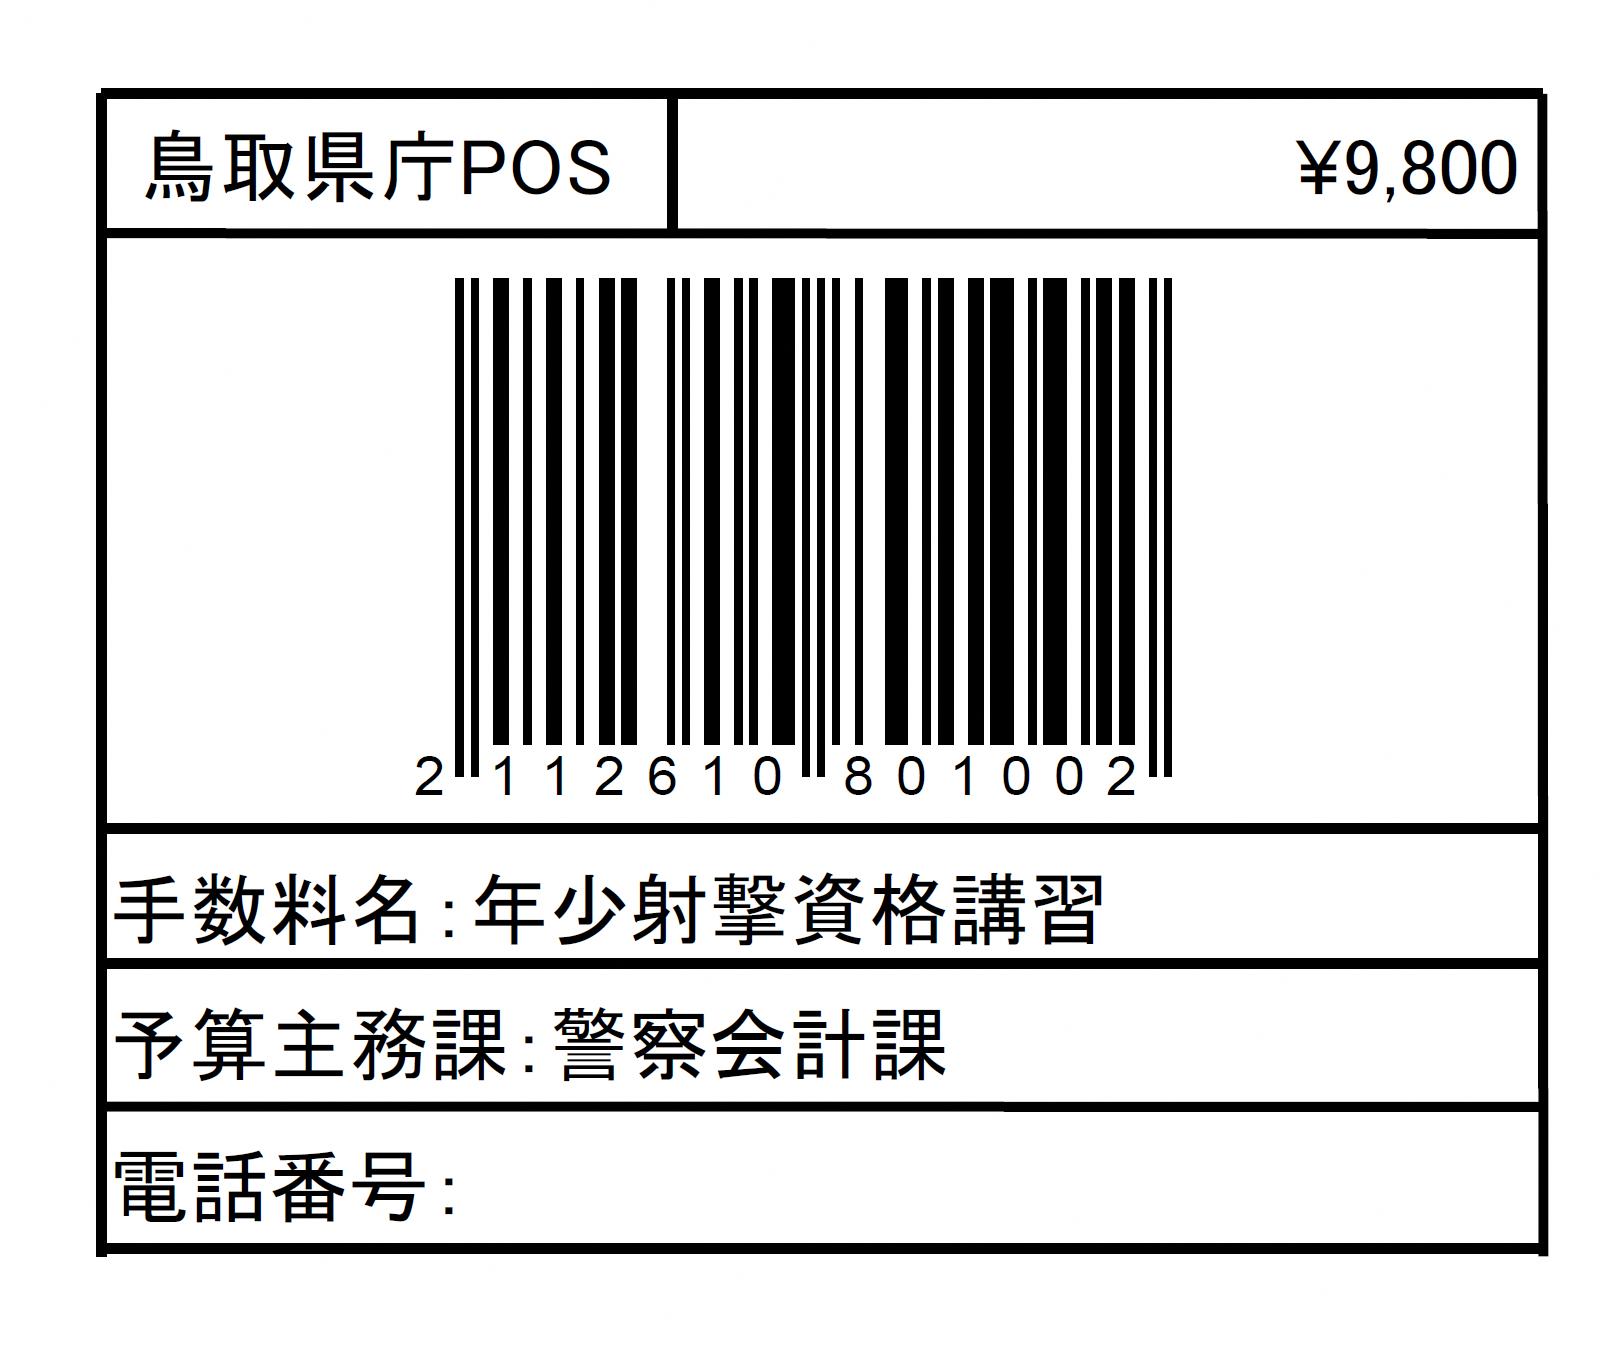 鳥取県庁POS ¥9,800
2 112610 801002
手数料名：年少射撃資格講習
予算主務課：警察会計課
電話番号：